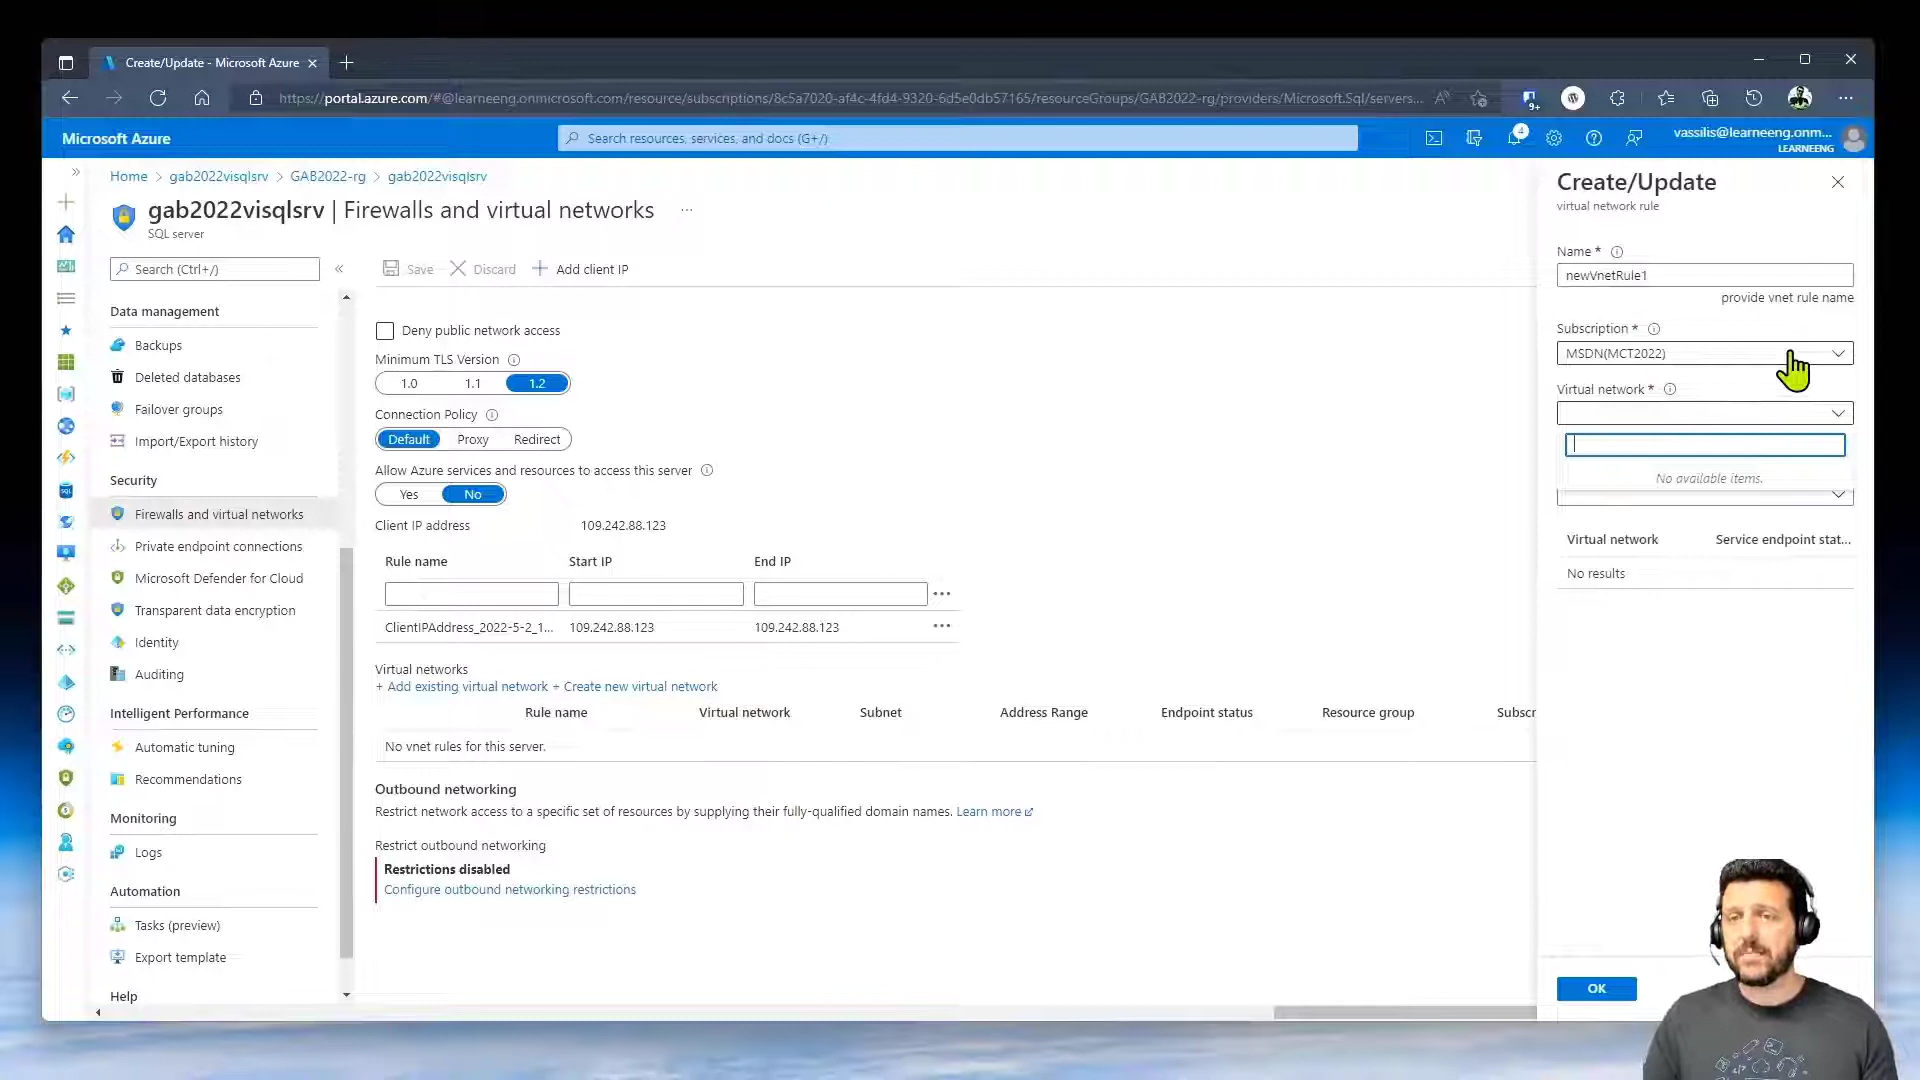 Create/Update - Microsoft Azure
https://portal.azure.com/#@learneeng.onmicrosoft.com/resource/subscriptions/8c5a7020-af4c-4fd4-9320-6d5e0db57165/resourceGroups/GAB2022-rg/providers/Microsoft.Sql/servers...
Microsoft Azure
Search resources, services, and docs (G+/)
4
vassilis@learneeng.onm...
LEARNEENG
Home > gab2022visqlsrv > GAB2022-rg > gab2022visqlsrv
gab2022visqlsrv | Firewalls and virtual networks ...
SQL server
Search (Ctrl+/)
Data management
Backups
Deleted databases
Failover groups
Import/Export history
Security
Firewalls and virtual networks
Private endpoint connections
Microsoft Defender for Cloud
Transparent data encryption
Identity
Auditing
Intelligent Performance
Automatic tuning
Recommendations
Monitoring
Logs
Automation
Tasks (preview)
Export template
Help
Save Discard + Add client IP
Deny public network access
Minimum TLS Version
1.0 1.1 1.2
Connection Policy
Default Proxy Redirect
Allow Azure services and resources to access this server
Yes No
Client IP address 109.242.88.123
Rule name Start IP End IP
ClientIPAddress_2022-5-2_1... 109.242.88.123 109.242.88.123
Virtual networks
+ Add existing virtual network + Create new virtual network
Rule name Virtual network Subnet Address Range Endpoint status Resource group Subscr
No vnet rules for this server.
Outbound networking
Restrict network access to a specific set of resources by supplying their fully-qualified domain names. Learn more
Restrict outbound networking
Restrictions disabled
Configure outbound networking restrictions
Create/Update
virtual network rule
Name *
newVnetRule1
provide vnet rule name
Subscription *
MSDN(MCT2022)
Virtual network *
No available items.
Virtual network Service endpoint stat...
No results
OK